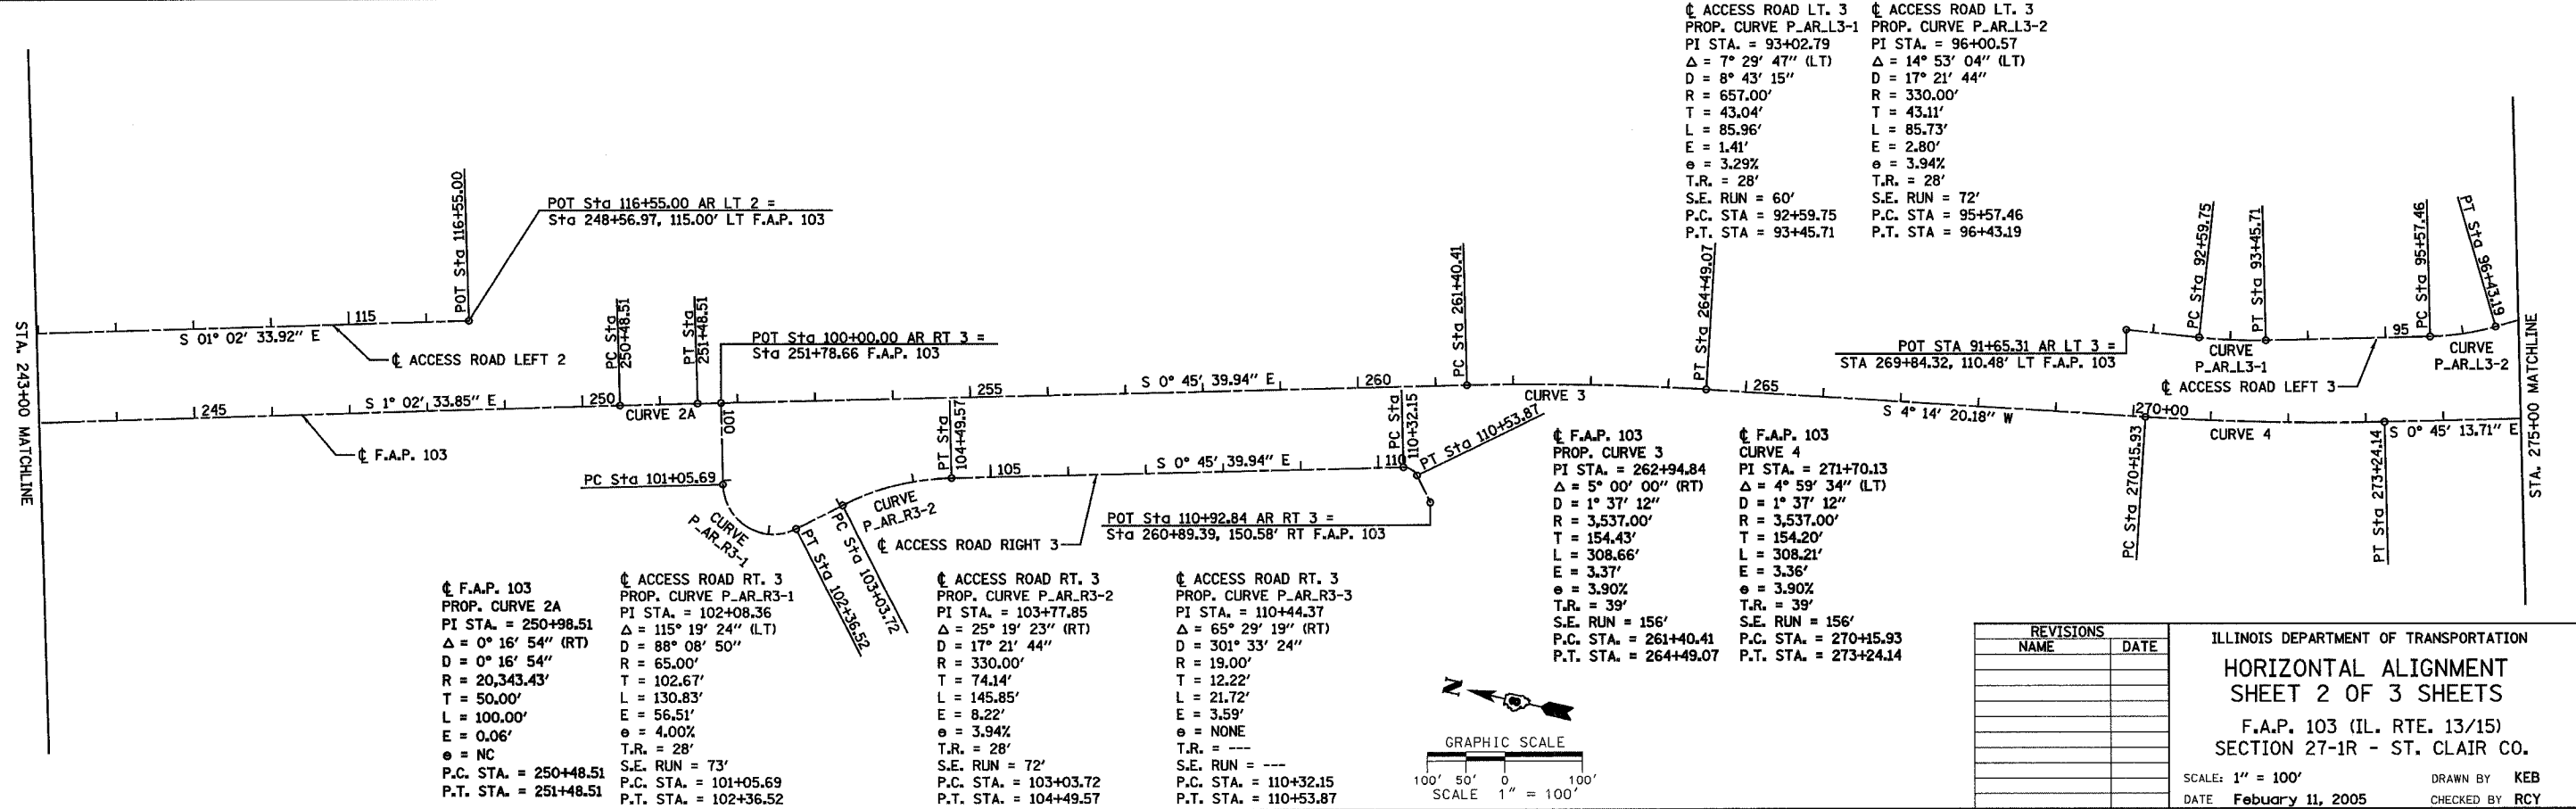 ℄ ACCESS ROAD LT. 3
PROP. CURVE P_AR_L3-1
PI STA. = 93+02.79
Δ = 7° 29' 47" (LT)
D = 8° 43' 15"
R = 657.00'
T = 43.04'
L = 85.96'
E = 1.41'
e = 3.29%
T.R. = 28'
S.E. RUN = 60'
P.C. STA = 92+59.75
P.T. STA = 93+45.71
℄ ACCESS ROAD LT. 3
PROP. CURVE P_AR_L3-2
PI STA. = 96+00.57
Δ = 14° 53' 04" (LT)
D = 17° 21' 44"
R = 330.00'
T = 43.11'
L = 85.73'
E = 2.80'
e = 3.94%
T.R. = 28'
S.E. RUN = 72'
P.C. STA = 95+57.46
P.T. STA = 96+43.19
STA. 243+00 MATCHLINE
115
S 01° 02' 33.92" E
℄ ACCESS ROAD LEFT 2
POT Sta 116+55.00
POT Sta 116+55.00 AR LT 2 =
Sta 248+56.97, 115.00' LT F.A.P. 103
245
℄ F.A.P. 103
S 1° 02' 33.85" E
250
PC Sta
250+48.51
CURVE 2A
PT Sta
251+48.51
POT Sta 100+00.00 AR RT 3 =
Sta 251+78.66 F.A.P. 103
100
255
S 0° 45' 39.94" E
260
PC Sta 261+40.41
CURVE 3
PT Sta 264+49.07
265
S 4° 14' 20.18" W
270+00
PC Sta 270+15.93
CURVE 4
PT Sta 273+24.14
S 0° 45' 13.71" E
STA. 275+00 MATCHLINE
POT STA 91+65.31 AR LT 3 =
STA 269+84.32, 110.48' LT F.A.P. 103
PC Sta 92+59.75
CURVE
P_AR_L3-1
PT Sta 93+45.71
95
℄ ACCESS ROAD LEFT 3
PC Sta 95+57.46
PT Sta 96+43.19
CURVE
P_AR_L3-2
PC Sta 101+05.69
CURVE
P_AR_R3-1
PT Sta 102+36.52
PC Sta 103+03.72
CURVE
P_AR_R3-2
PT Sta
104+49.57
105
℄ ACCESS ROAD RIGHT 3
S 0° 45' 39.94" E
110
PC Sta
110+32.15
PT Sta 110+53.87
POT Sta 110+92.84 AR RT 3 =
Sta 260+89.39, 150.58' RT F.A.P. 103
℄ F.A.P. 103
PROP. CURVE 2A
PI STA. = 250+98.51
Δ = 0° 16' 54" (RT)
D = 0° 16' 54"
R = 20,343.43'
T = 50.00'
L = 100.00'
E = 0.06'
e = NC
P.C. STA. = 250+48.51
P.T. STA. = 251+48.51
℄ ACCESS ROAD RT. 3
PROP. CURVE P_AR_R3-1
PI STA. = 102+08.36
Δ = 115° 19' 24" (LT)
D = 88° 08' 50"
R = 65.00'
T = 102.67'
L = 130.83'
E = 56.51'
e = 4.00%
T.R. = 28'
S.E. RUN = 73'
P.C. STA. = 101+05.69
P.T. STA. = 102+36.52
℄ ACCESS ROAD RT. 3
PROP. CURVE P_AR_R3-2
PI STA. = 103+77.85
Δ = 25° 19' 23" (RT)
D = 17° 21' 44"
R = 330.00'
T = 74.14'
L = 145.85'
E = 8.22'
e = 3.94%
T.R. = 28'
S.E. RUN = 72'
P.C. STA. = 103+03.72
P.T. STA. = 104+49.57
℄ ACCESS ROAD RT. 3
PROP. CURVE P_AR_R3-3
PI STA. = 110+44.37
Δ = 65° 29' 19" (RT)
D = 301° 33' 24"
R = 19.00'
T = 12.22'
L = 21.72'
E = 3.59'
e = NONE
T.R. = ---
S.E. RUN = ---
P.C. STA. = 110+32.15
P.T. STA. = 110+53.87
℄ F.A.P. 103
PROP. CURVE 3
PI STA. = 262+94.84
Δ = 5° 00' 00" (RT)
D = 1° 37' 12"
R = 3,537.00'
T = 154.43'
L = 308.66'
E = 3.37'
e = 3.90%
T.R. = 39'
S.E. RUN = 156'
P.C. STA. = 261+40.41
P.T. STA. = 264+49.07
℄ F.A.P. 103
CURVE 4
PI STA. = 271+70.13
Δ = 4° 59' 34" (LT)
D = 1° 37' 12"
R = 3,537.00'
T = 154.20'
L = 308.21'
E = 3.36'
e = 3.90%
T.R. = 39'
S.E. RUN = 156'
P.C. STA. = 270+15.93
P.T. STA. = 273+24.14
N
GRAPHIC SCALE
100' 50' 0 100'
SCALE 1" = 100'
REVISIONS
NAME DATE
ILLINOIS DEPARTMENT OF TRANSPORTATION
HORIZONTAL ALIGNMENT
SHEET 2 OF 3 SHEETS
F.A.P. 103 (IL. RTE. 13/15)
SECTION 27-1R - ST. CLAIR CO.
SCALE: 1" = 100'
DRAWN BY KEB
DATE Febuary 11, 2005
CHECKED BY RCY